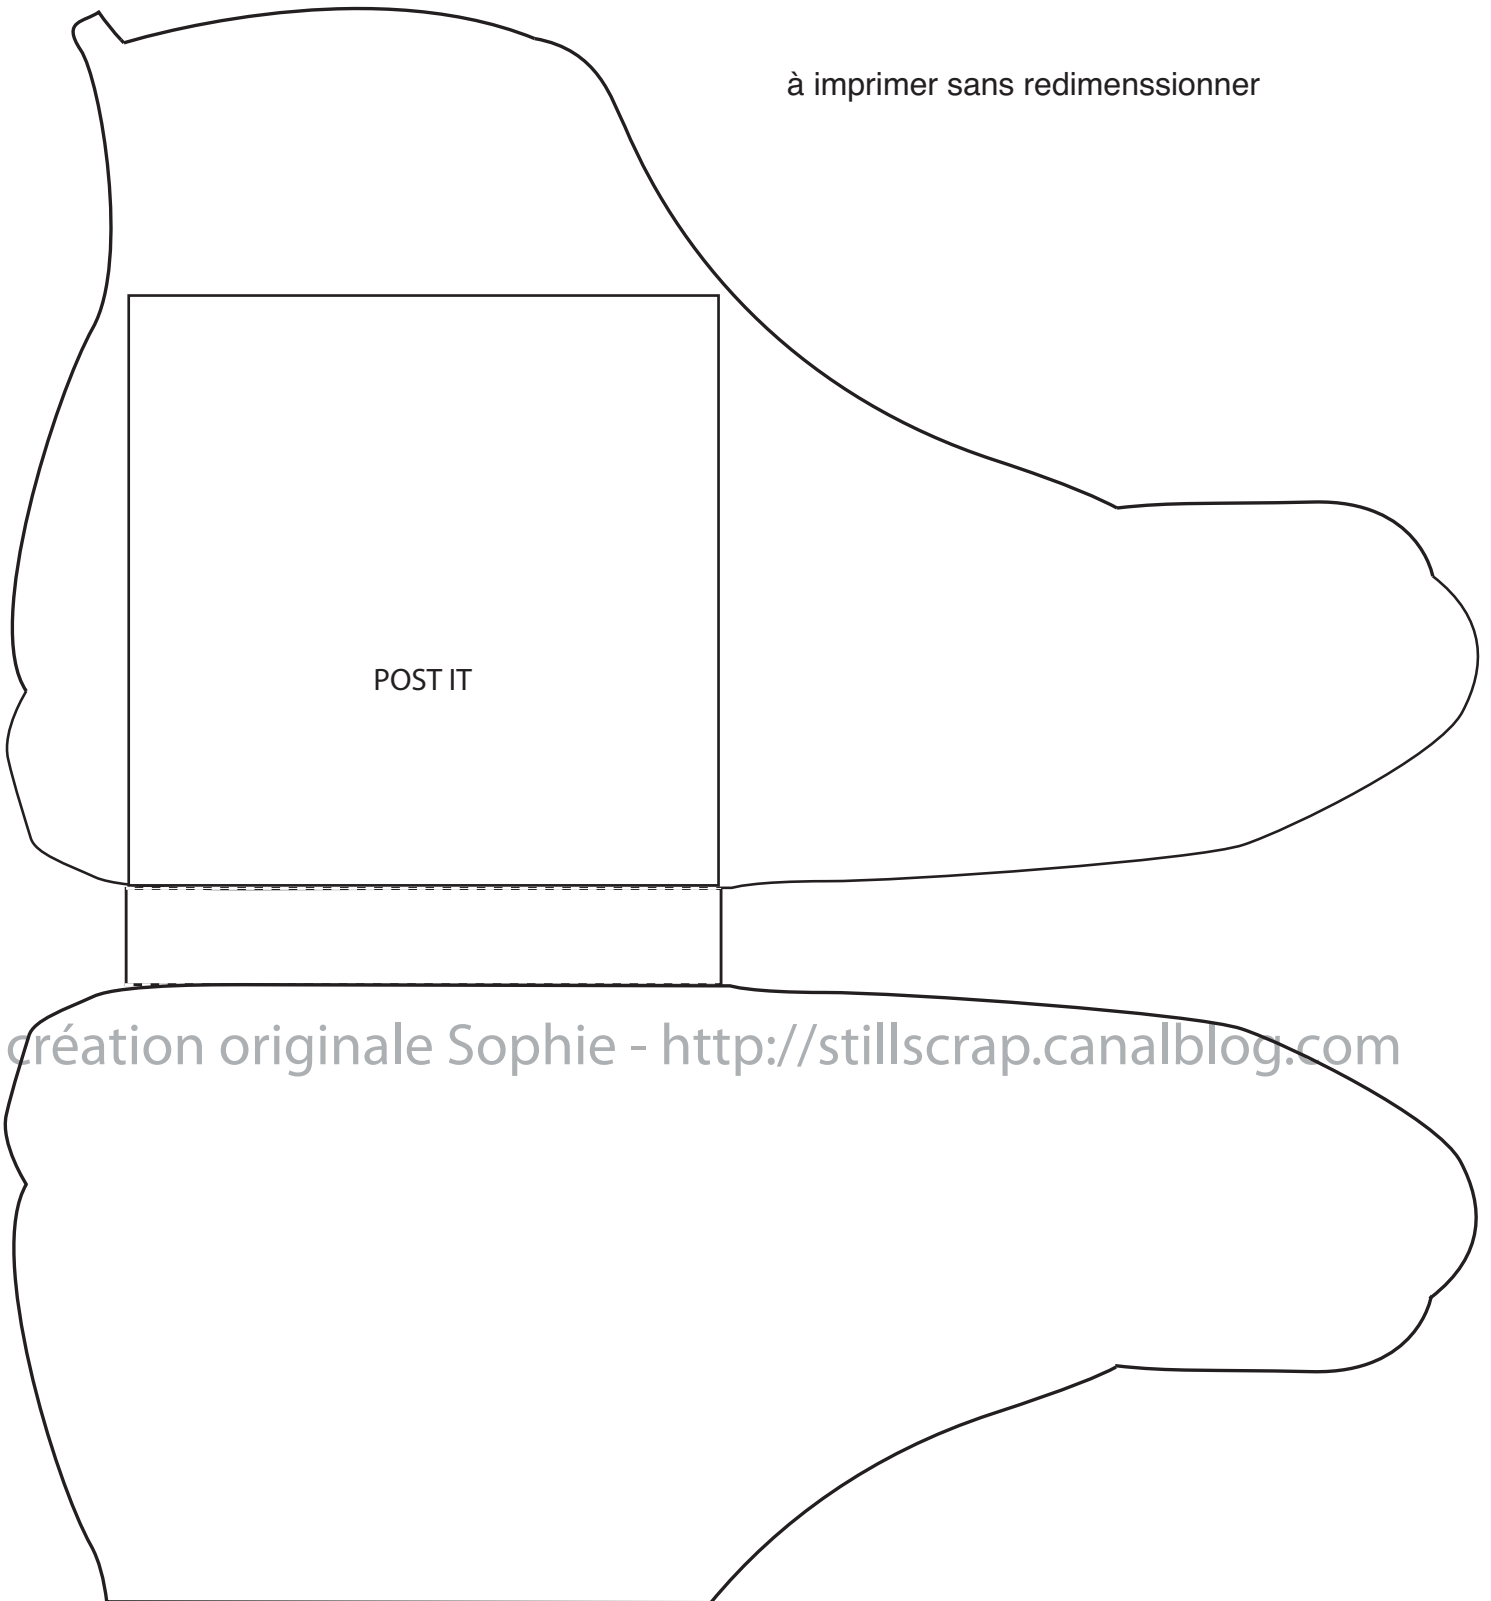 à imprimer sans redimenssionner
POST IT
création originale Sophie - http://stillscrap.canalblog.com